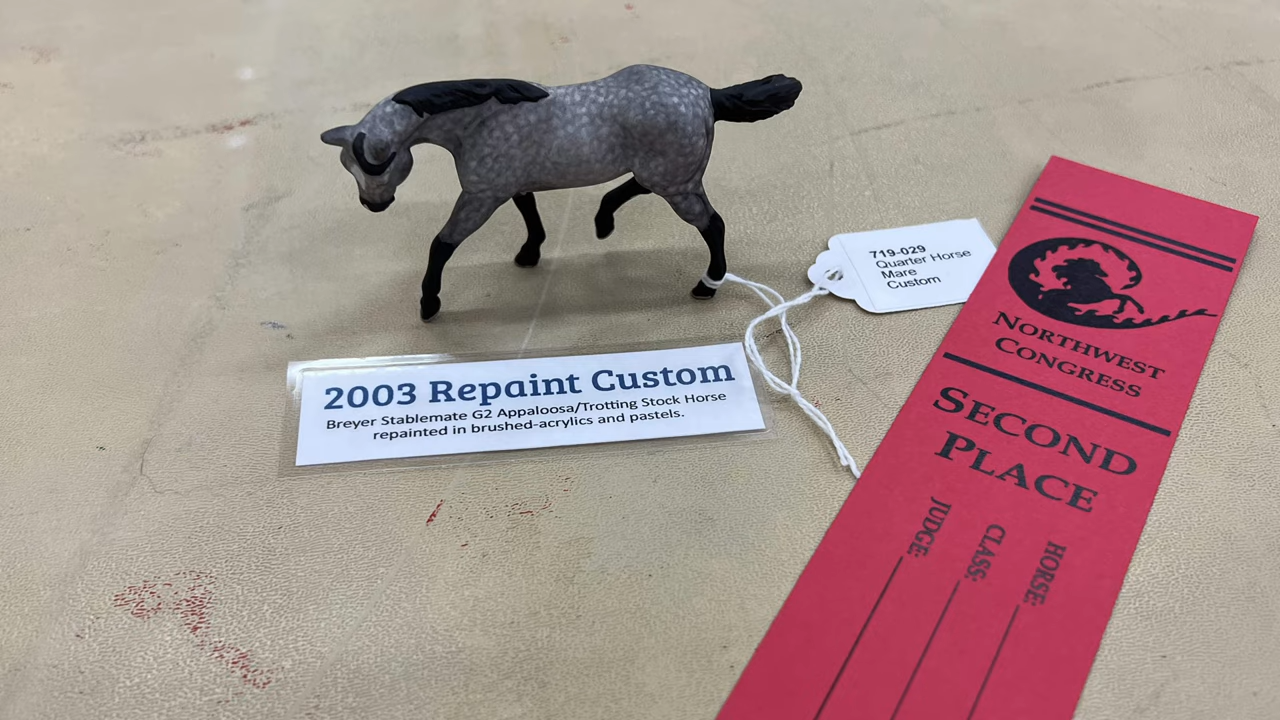 719-029
Quarter Horse
Mare
Custom
2003 Repaint Custom
Breyer Stablemate G2 Appaloosa/Trotting Stock Horse
repainted in brushed-acrylics and pastels.
NORTHWEST
CONGRESS
SECOND
PLACE
JUDGE:
CLASS:
HORSE: